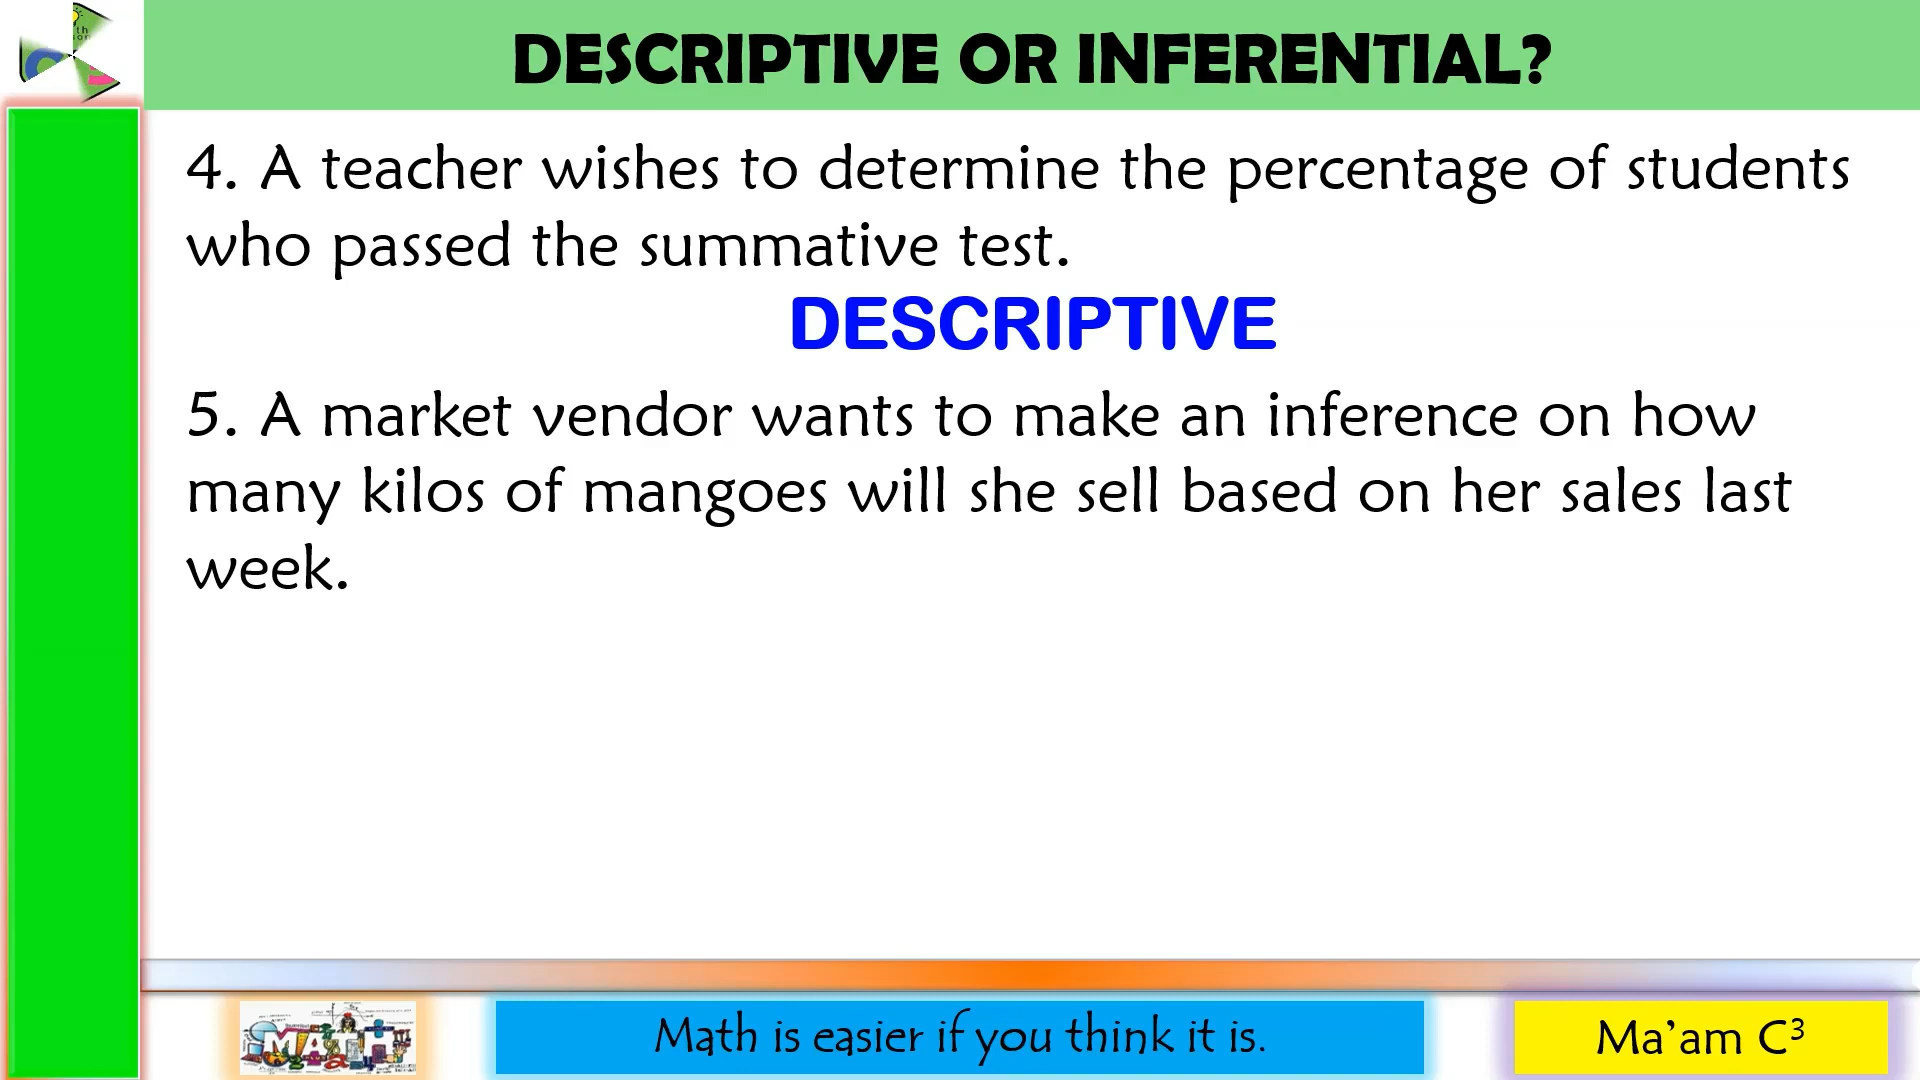 DESCRIPTIVE OR INFERENTIAL?
4. A teacher wishes to determine the percentage of students
who passed the summative test.
DESCRIPTIVE
5. A market vendor wants to make an inference on how
many kilos of mangoes will she sell based on her sales last
week.
MATH
Math is easier if you think it is.
Ma’am C³